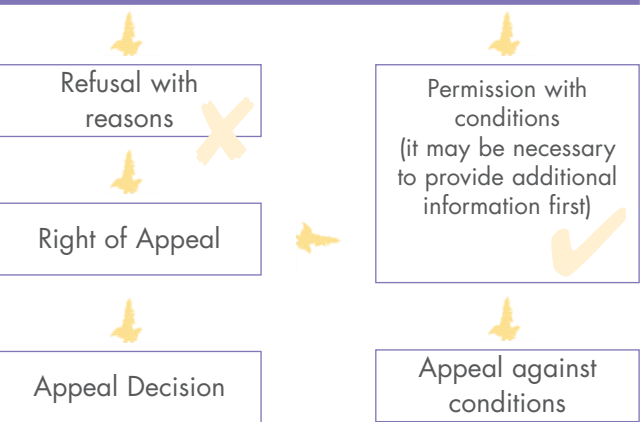 Refusal with
reasons
Right of Appeal
Appeal Decision
Permission with
conditions
(it may be necessary
to provide additional
information first)
Appeal against
conditions